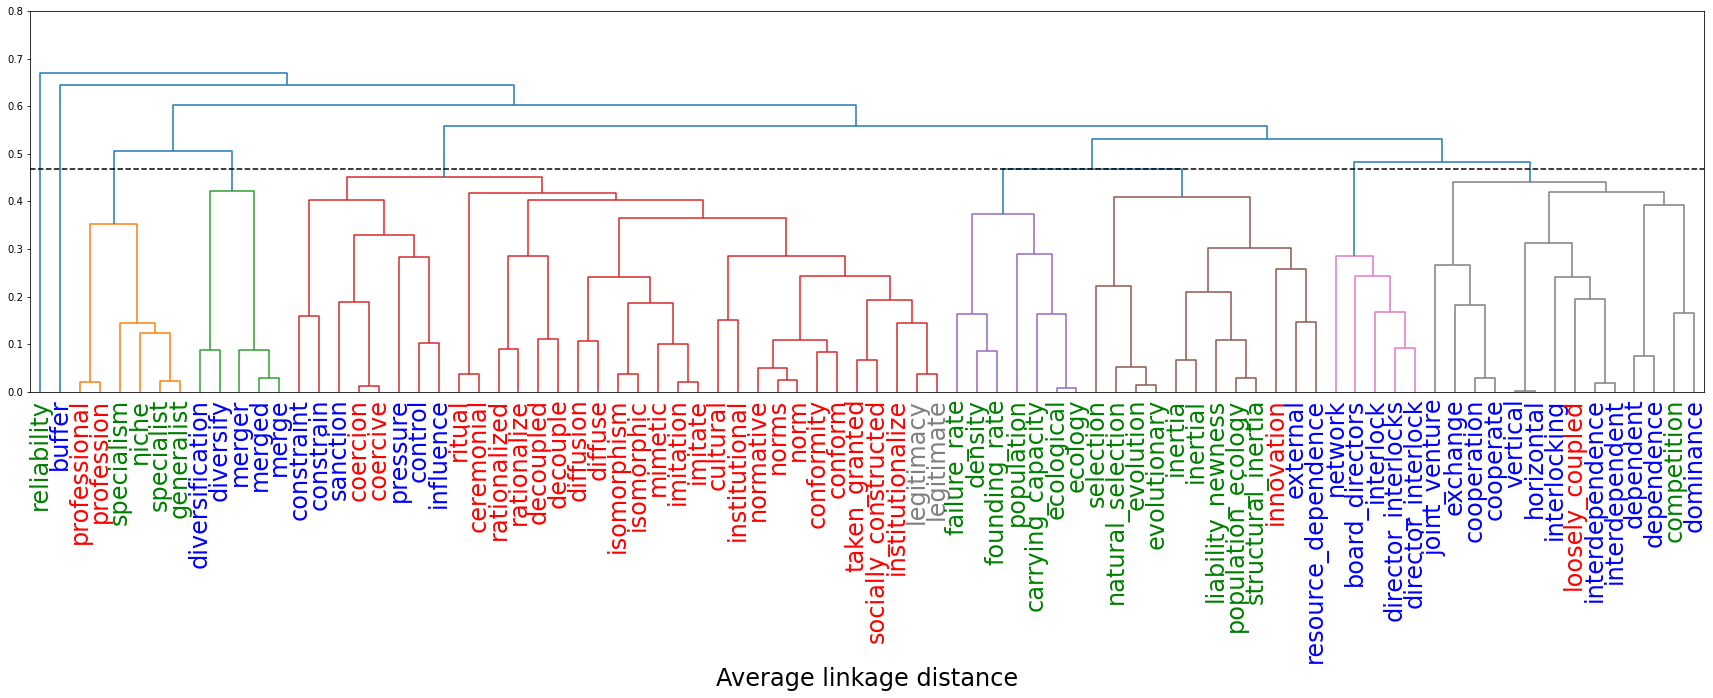 0.8
0.7
0.6
0.5
0.4
0.3
0.2
0.1
0.0
reliability
buffer
professional
profession
specialism
niche
specialist
generalist
diversification
diversify
merger
merged
merge
constraint
constrain
sanction
coercion
coercive
pressure
control
influence
ritual
ceremonial
rationalized
rationalize
decoupled
decouple
diffusion
diffuse
isomorphism
isomorphic
mimetic
imitation
imitate
cultural
institutional
normative
norms
norm
conformity
conform
taken_granted
socially_constructed
institutionalize
legitimacy
legitimate
failure_rate
density
founding_rate
population
carrying_capacity
ecological
ecology
selection
natural_selection
evolution
evolutionary
inertia
inertial
liability_newness
population_ecology
structural_inertia
innovation
external
resource_dependence
network
board_directors
interlock
director_interlocks
director_interlock
joint_venture
exchange
cooperation
cooperate
vertical
horizontal
interlocking
loosely_coupled
interdependence
interdependent
dependent
dependence
competition
dominance
Average linkage distance